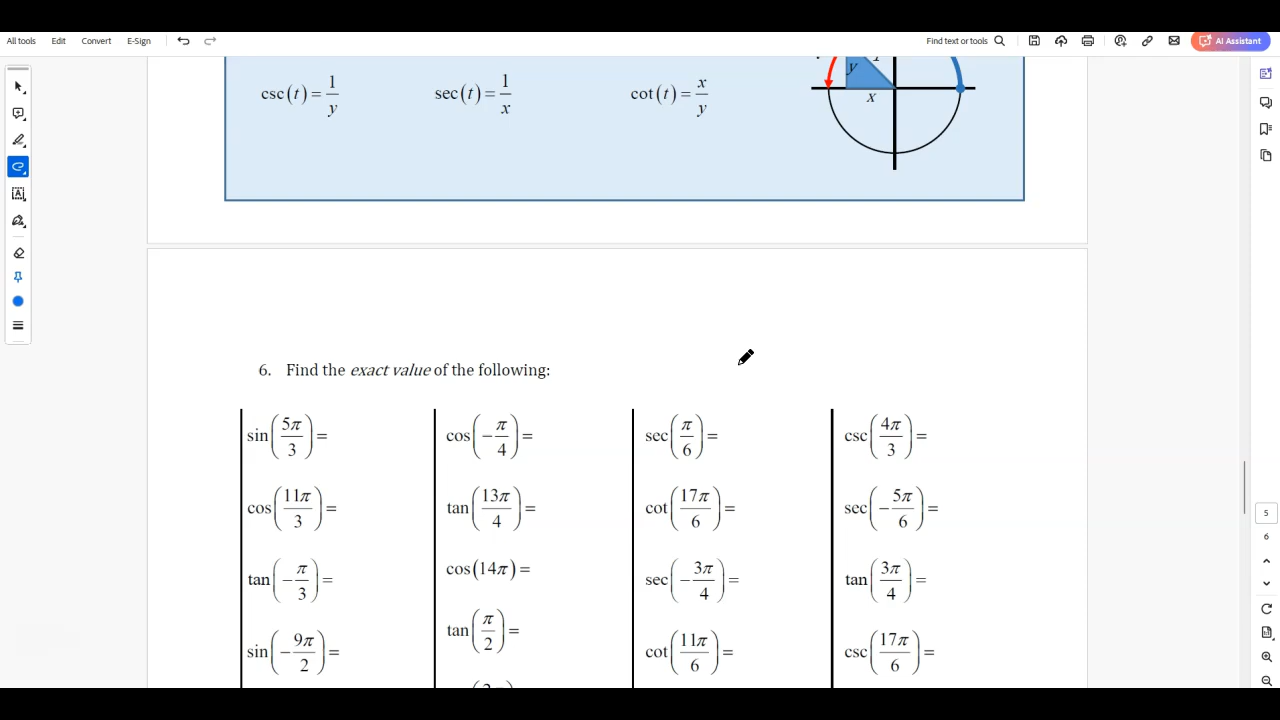 All tools Edit Convert E-Sign Find text or tools AI Assistant
csc(t) = 1/y sec(t) = 1/x cot(t) = x/y
y
x
6. Find the exact value of the following:
sin(5π/3) = cos(-π/4) = sec(π/6) = csc(4π/3) =
cos(11π/3) = tan(13π/4) = cot(17π/6) = sec(-5π/6) =
tan(-π/3) = cos(14π) = sec(-3π/4) = tan(3π/4) =
sin(-9π/2) = tan(π/2) = cot(11π/6) = csc(17π/6) =
5
6